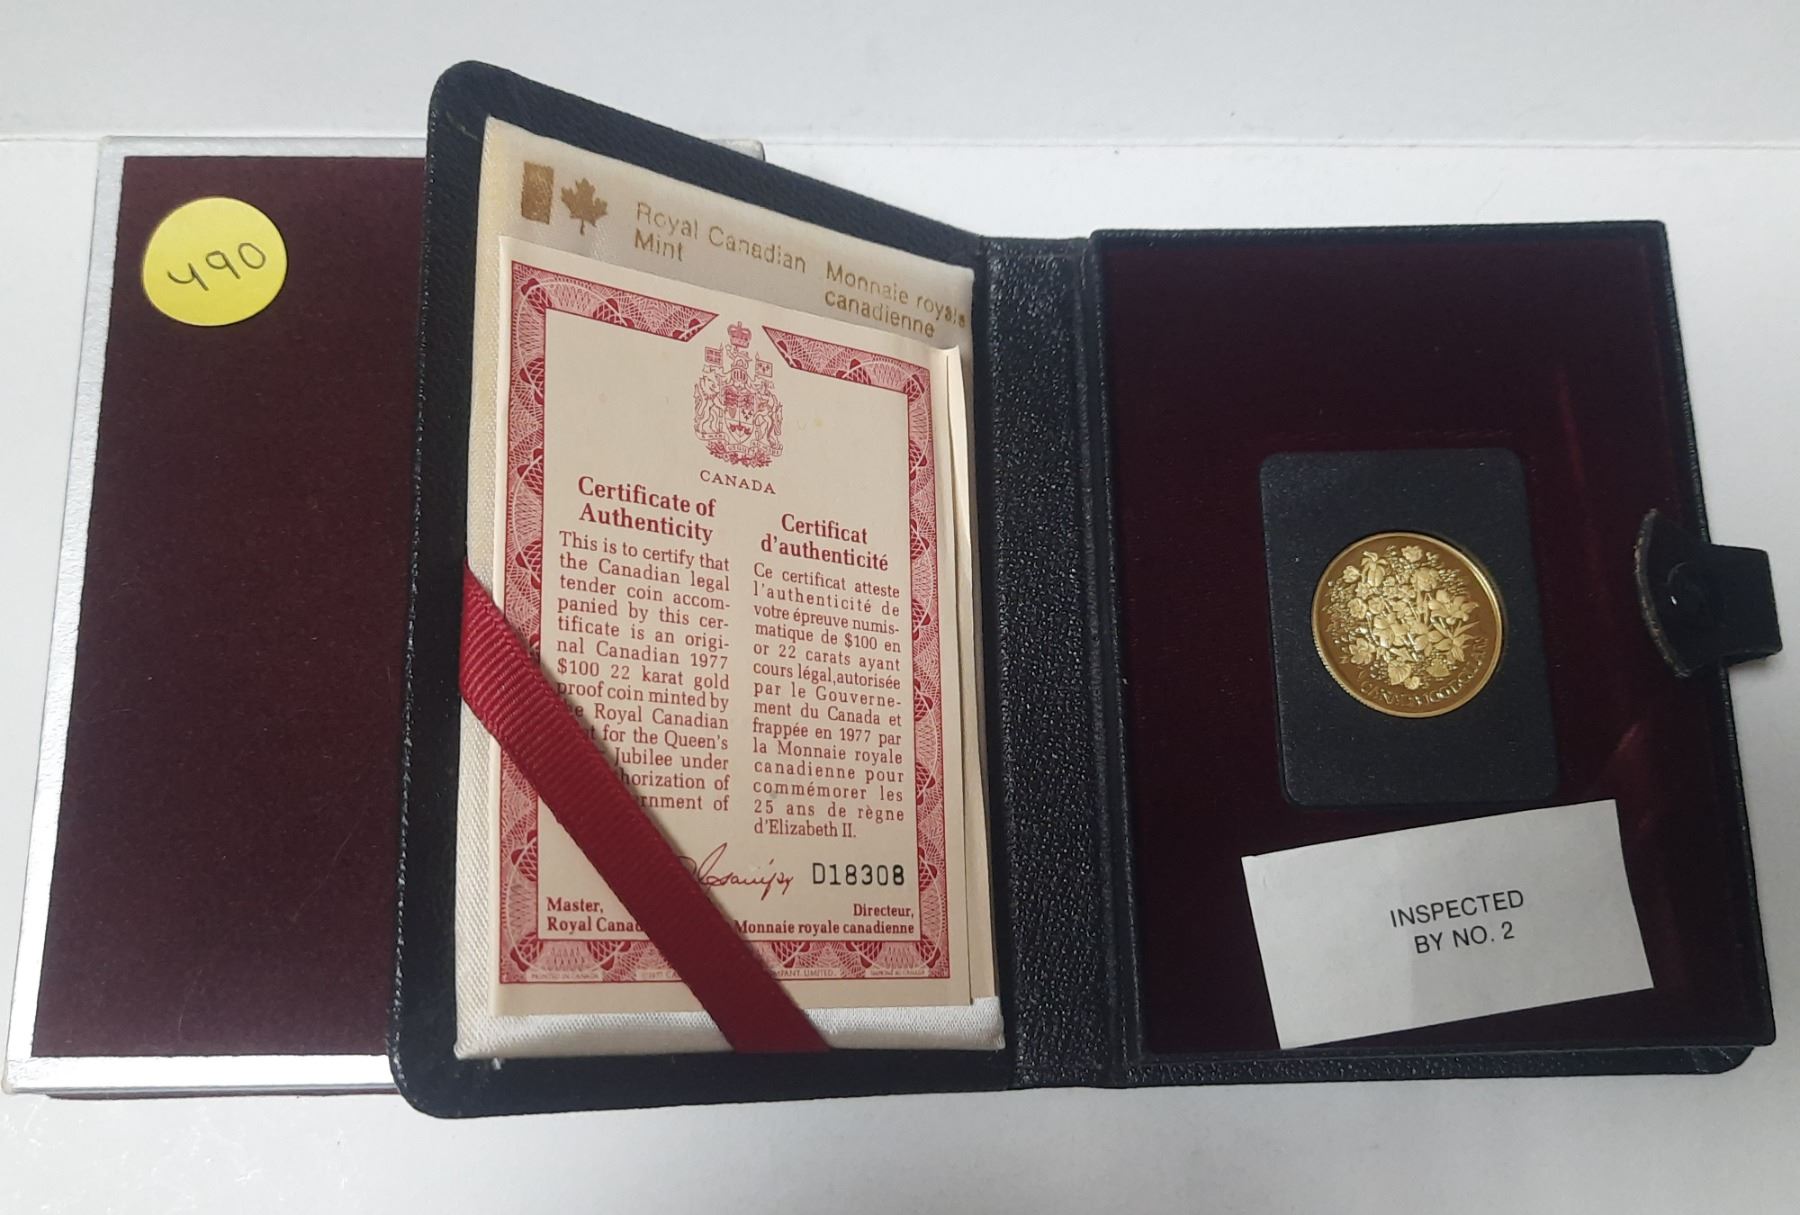 490
Royal Canadian
Mint
Monnaie royale
canadienne
CANADA
Certificate of
Authenticity
This is to certify that
the Canadian legal
tender coin accom-
panied by this cer-
tificate is an origi-
nal Canadian 1977
$100 22 karat gold
proof coin minted by
Royal Canadian
for the Queen's
Jubilee under
of
of
Certificat
d'authenticité
Ce certificat atteste
l'authenticité de
votre épreuve numis-
matique de $100 en
or 22 carats ayant
cours légal,autorisée
par le Gouverne-
ment du Canada et
frappée en 1977 par
la Monnaie royale
canadienne pour
commémorer les
25 ans de règne
d'Elizabeth II.
D18308
Master,
Royal
Directeur,
Monnaie royale canadienne
PRINTED IN CANADA
LIMITED.
INSPECTED
BY NO. 2